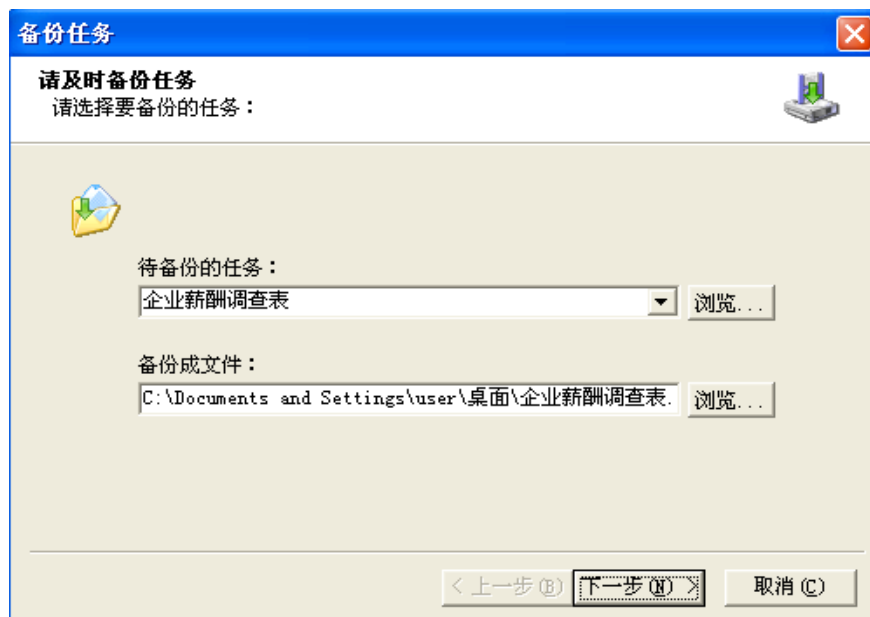 备份任务
请及时备份任务
请选择要备份的任务：
待备份的任务：
企业薪酬调查表
浏览...
备份成文件：
C:\Documents and Settings\user\桌面\企业薪酬调查表.
浏览...
< 上一步(B)
下一步(N) >
取消(C)